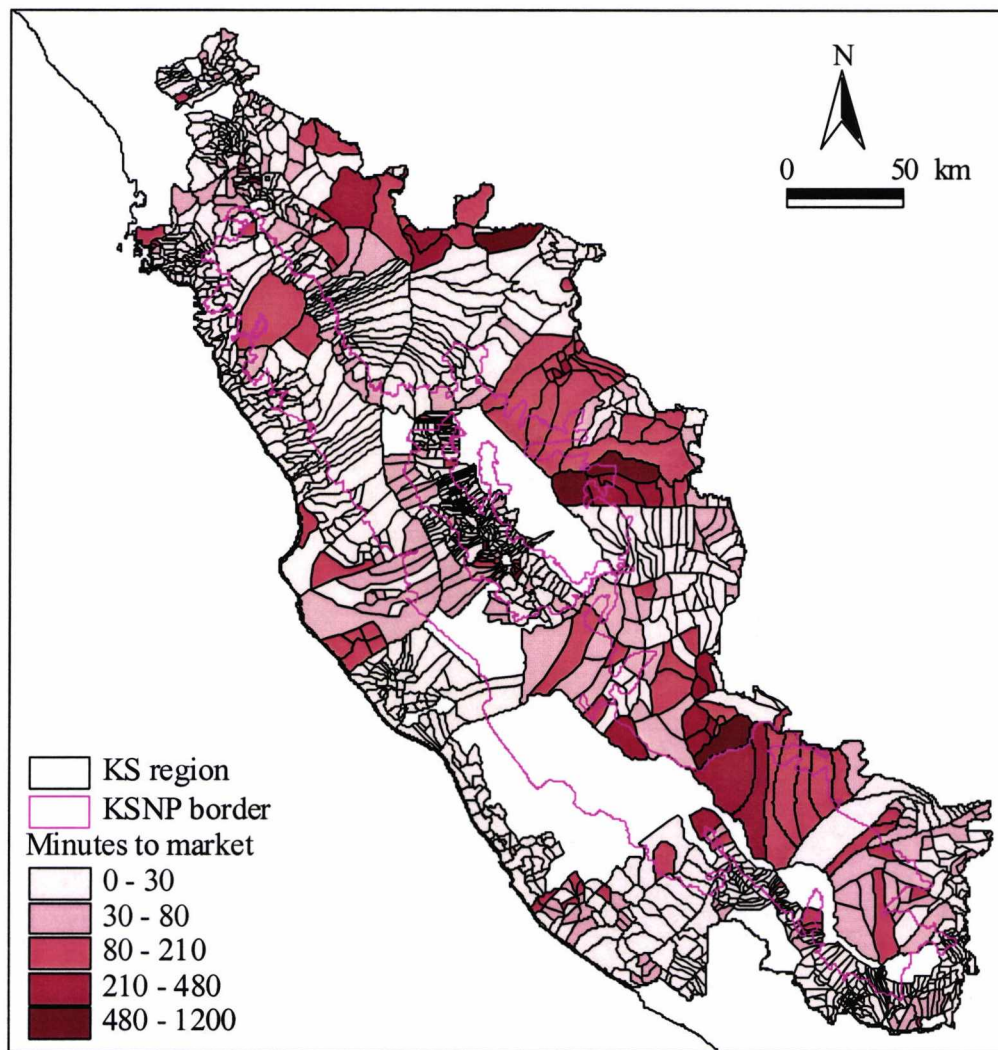 N
0 50 km
KS region
KSNP border
Minutes to market
0 - 30
30 - 80
80 - 210
210 - 480
480 - 1200